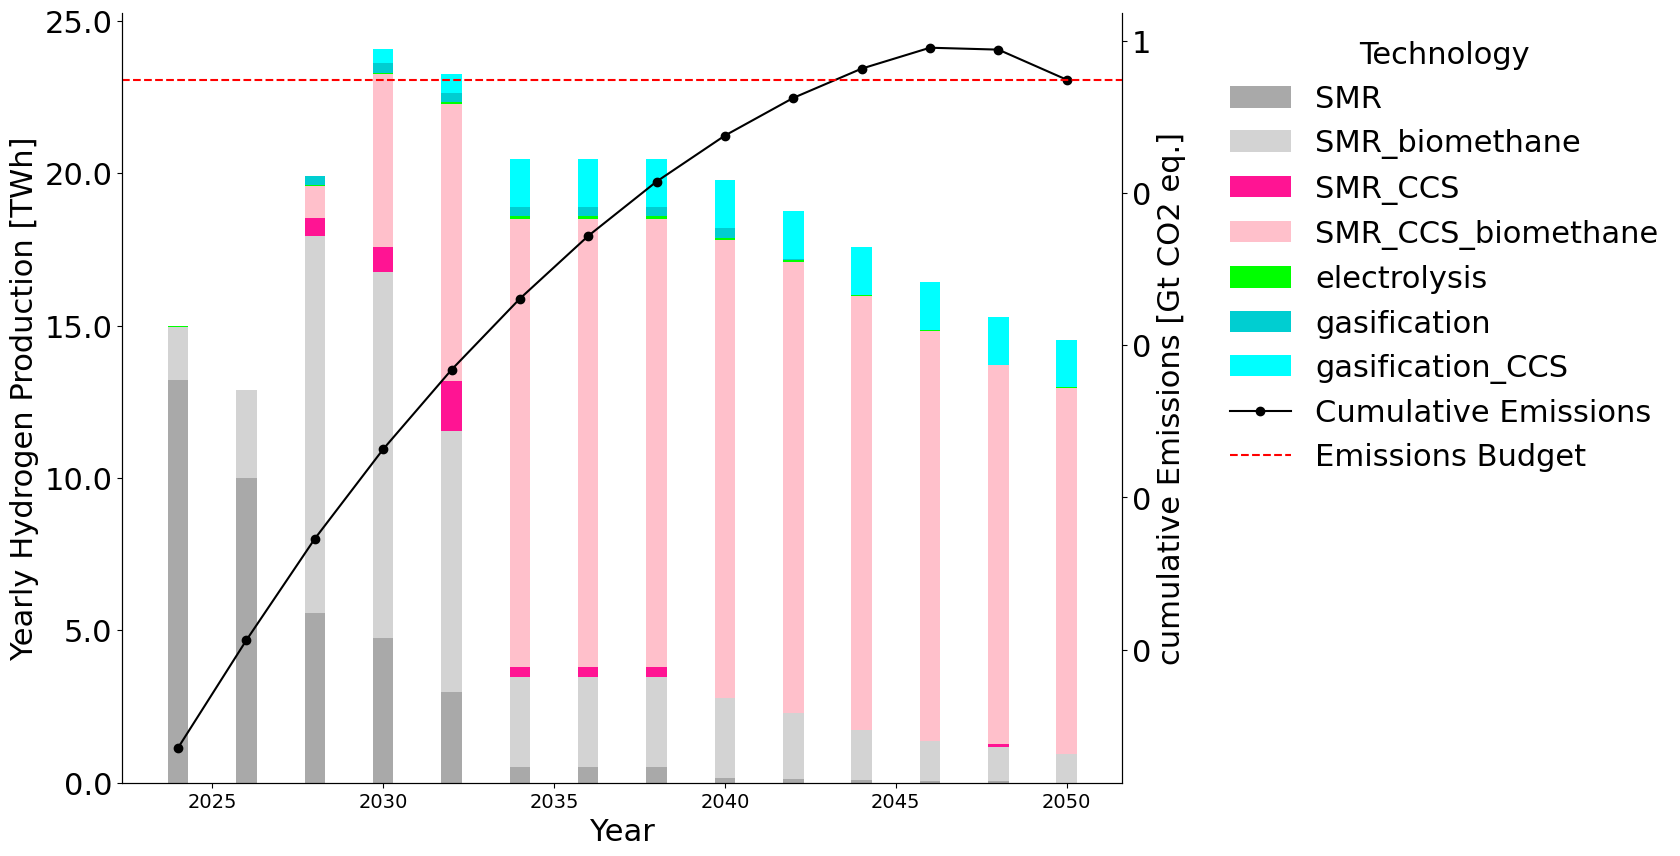 Yearly Hydrogen Production [TWh]
25.0
20.0
15.0
10.0
5.0
0.0
2025
2030
2035
2040
2045
2050
Year
1
0
0
0
0
cumulative Emissions [Gt CO2 eq.]
Technology
SMR
SMR_biomethane
SMR_CCS
SMR_CCS_biomethane
electrolysis
gasification
gasification_CCS
Cumulative Emissions
Emissions Budget